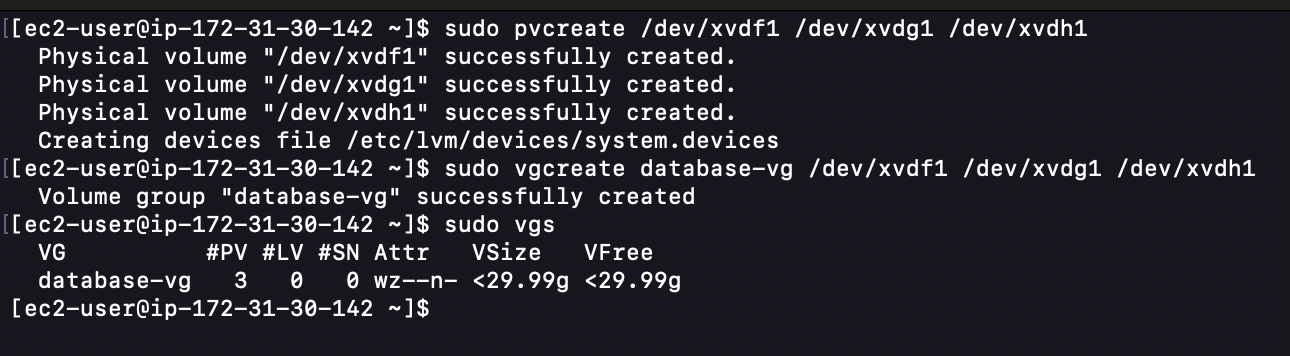 [[ec2-user@ip-172-31-30-142 ~]$ sudo pvcreate /dev/xvdf1 /dev/xvdg1 /dev/xvdh1
  Physical volume "/dev/xvdf1" successfully created.
  Physical volume "/dev/xvdg1" successfully created.
  Physical volume "/dev/xvdh1" successfully created.
  Creating devices file /etc/lvm/devices/system.devices
[[ec2-user@ip-172-31-30-142 ~]$ sudo vgcreate database-vg /dev/xvdf1 /dev/xvdg1 /dev/xvdh1
  Volume group "database-vg" successfully created
[[ec2-user@ip-172-31-30-142 ~]$ sudo vgs
  VG          #PV #LV #SN Attr   VSize   VFree
  database-vg   3   0   0 wz--n- <29.99g <29.99g
[ec2-user@ip-172-31-30-142 ~]$